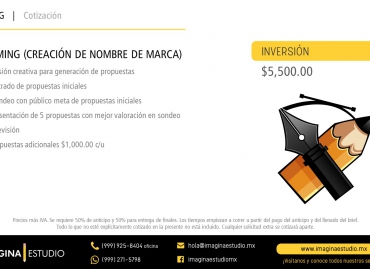 G | Cotización
MING (CREACIÓN DE NOMBRE DE MARCA)
sión creativa para generación de propuestas
trado de propuestas iniciales
ndeo con público meta de propuestas iniciales
sentación de 5 propuestas con mejor valoración en sondeo
evisión
puestas adicionales $1,000.00 c/u
INVERSIÓN
$5,500.00
Precios más IVA. Se requiere 50% de anticipo y 50% para entrega de finales. Los tiempos empiezan a correr a partir del pago del anticipo y del llenado del brief.
Todo lo que no esté explícitamente cotizado en la presente no está incluido. Cualquier solicitud extra se cotizará aparte.
AGINA | ESTUDIO
(999) 925-8404 oficina
(999) 271-5798
hola@imaginaestudio.mx
imaginaestudio.mx
www.imaginaestudio.mx
¡Visítanos y conoce todos nuestros se